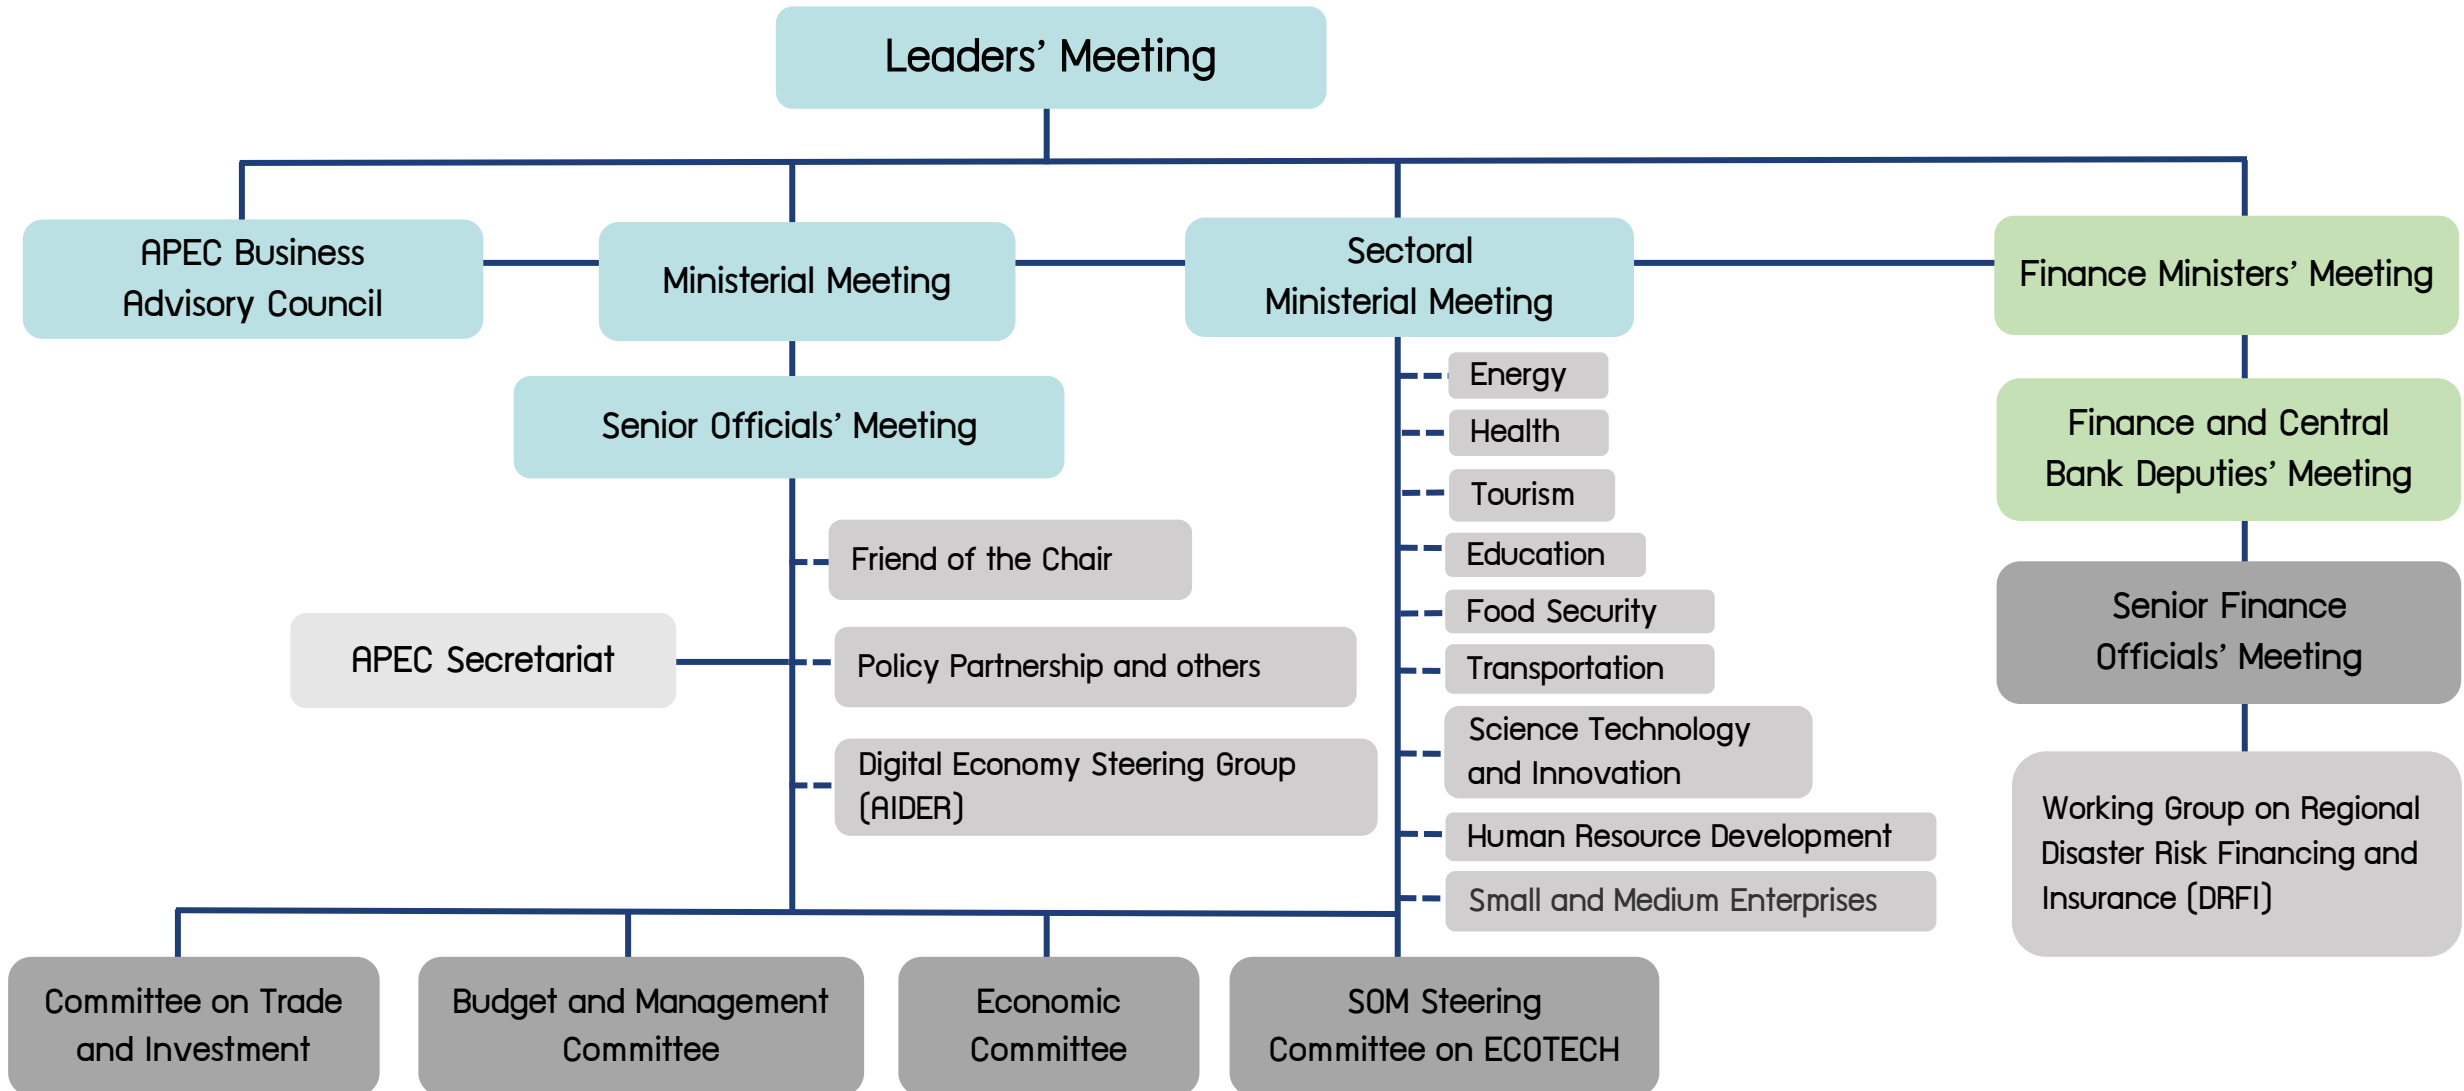 Leaders’ Meeting
APEC Business
Advisory Council
Ministerial Meeting
Sectoral
Ministerial Meeting
Finance Ministers’ Meeting
Senior Officials’ Meeting
Energy
Health
Tourism
Education
Food Security
Transportation
Science Technology
and Innovation
Human Resource Development
Small and Medium Enterprises
Finance and Central
Bank Deputies’ Meeting
Senior Finance
Officials’ Meeting
Working Group on Regional
Disaster Risk Financing and
Insurance (DRFI)
Friend of the Chair
APEC Secretariat
Policy Partnership and others
Digital Economy Steering Group
(AIDER)
Committee on Trade
and Investment
Budget and Management
Committee
Economic
Committee
SOM Steering
Committee on ECOTECH